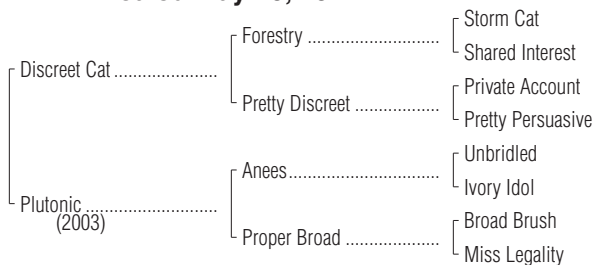 Storm Cat
Forestry
Shared Interest
Discreet Cat
Private Account
Pretty Discreet
Pretty Persuasive
Unbridled
Anees
Ivory Idol
Plutonic
(2003)
Broad Brush
Proper Broad
Miss Legality